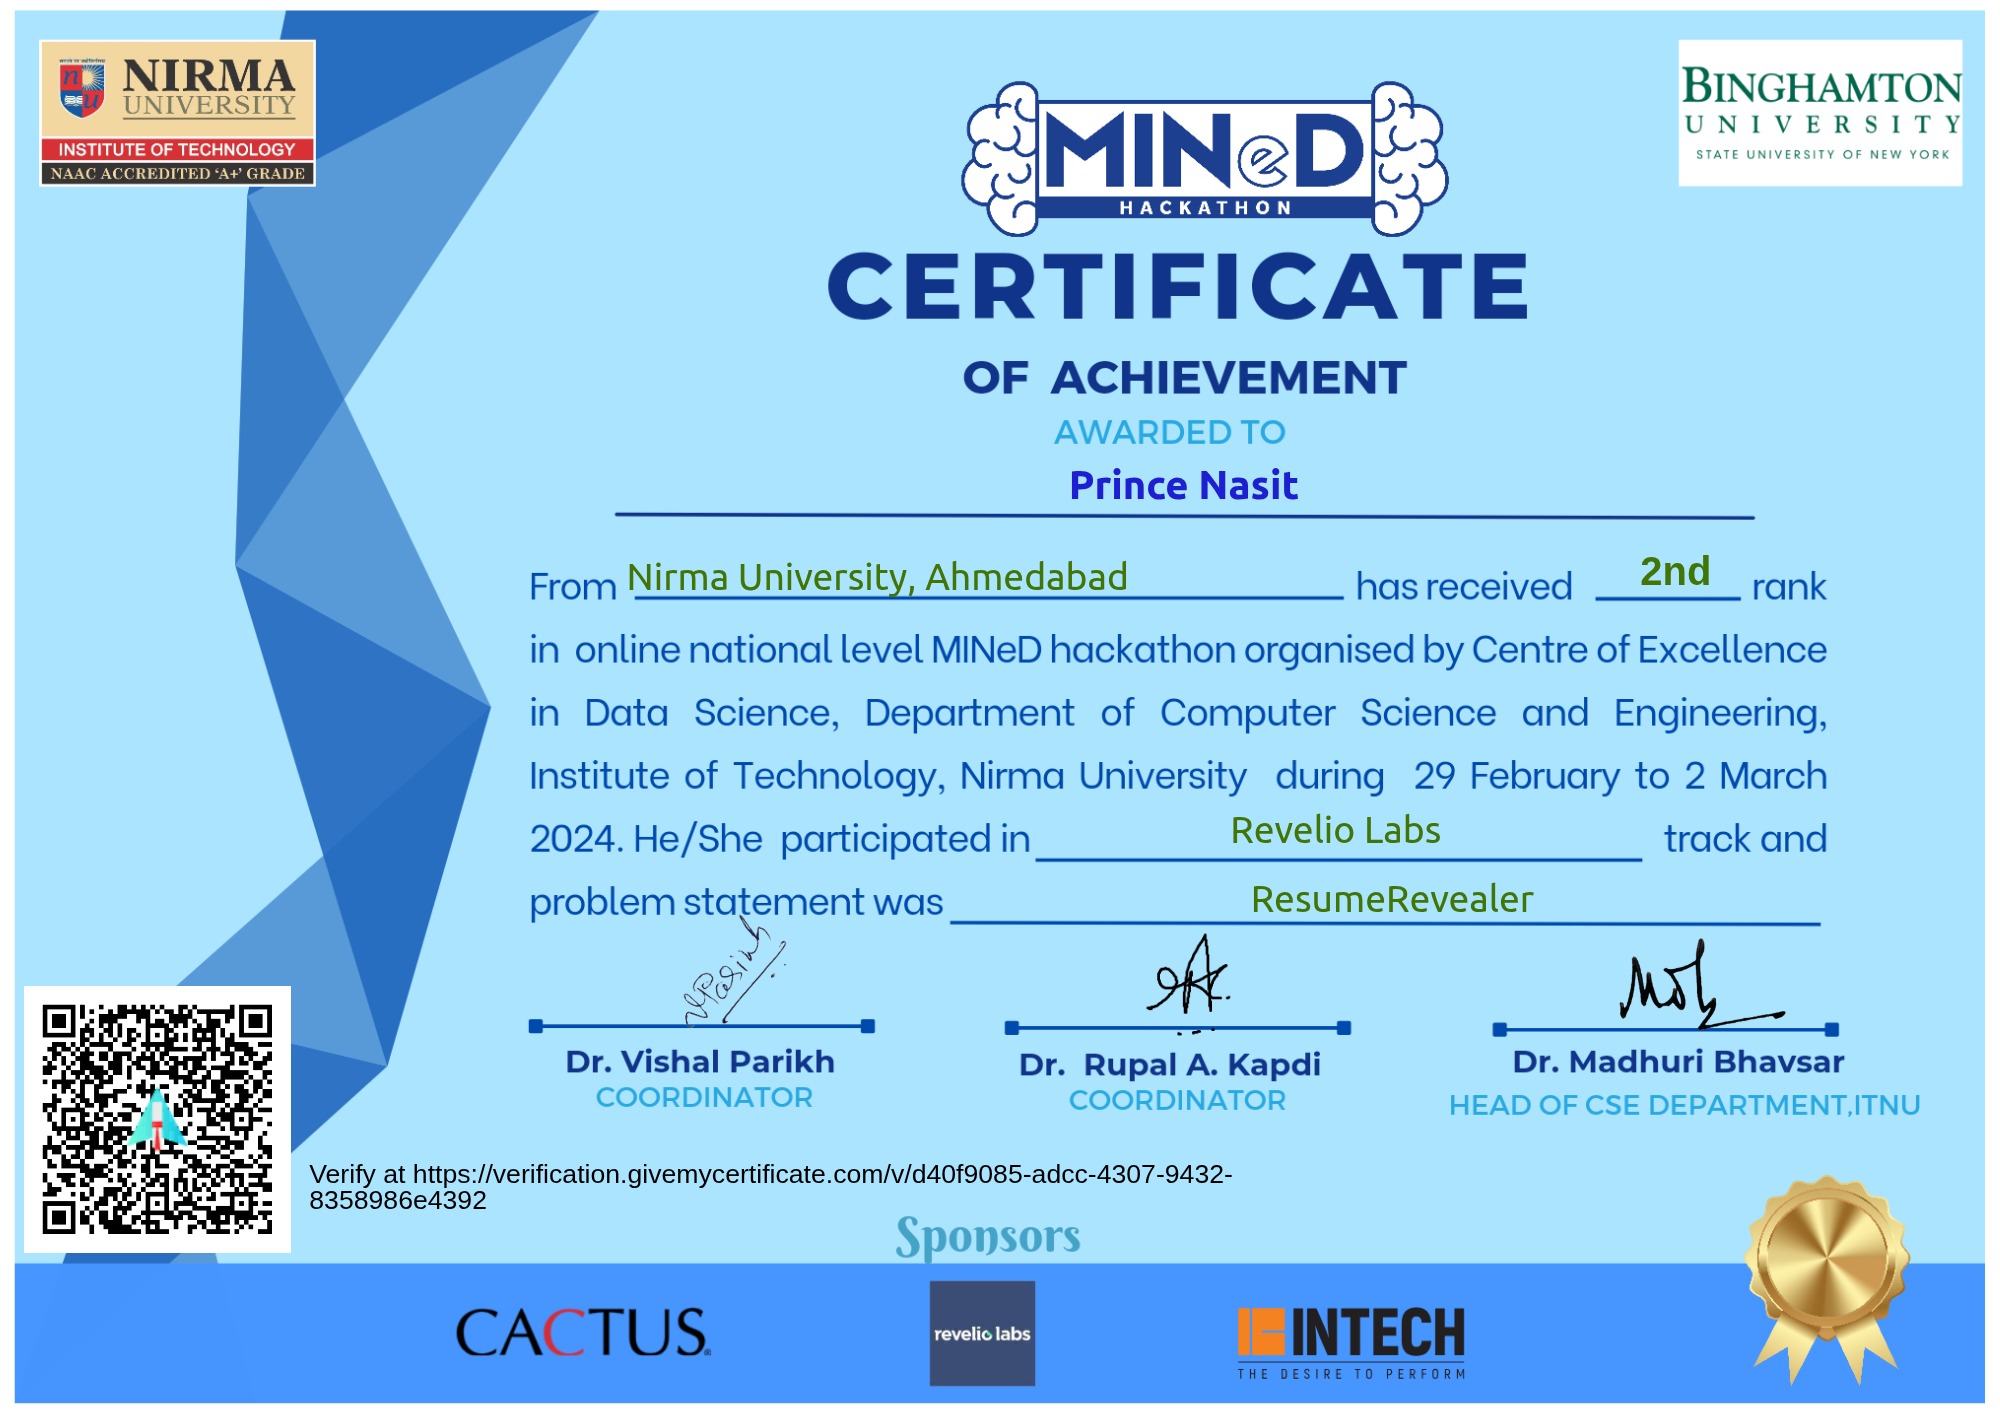 NIRMA
UNIVERSITY
INSTITUTE OF TECHNOLOGY
NAAC ACCREDITED ‘A+’ GRADE
BINGHAMTON
UNIVERSITY
STATE UNIVERSITY OF NEW YORK
MINeD
HACKATHON
CERTIFICATE
OF ACHIEVEMENT
AWARDED TO
Prince Nasit
From Nirma University, Ahmedabad has received 2nd rank
in online national level MINeD hackathon organised by Centre of Excellence
in Data Science, Department of Computer Science and Engineering,
Institute of Technology, Nirma University during 29 February to 2 March
2024. He/She participated in Revelio Labs track and
problem statement was ResumeRevealer
Dr. Vishal Parikh
COORDINATOR
Dr. Rupal A. Kapdi
COORDINATOR
Dr. Madhuri Bhavsar
HEAD OF CSE DEPARTMENT,ITNU
Verify at https://verification.givemycertificate.com/v/d40f9085-adcc-4307-9432-
8358986e4392
Sponsors
CACTUS
revelio labs
INTECH
THE DESIRE TO PERFORM